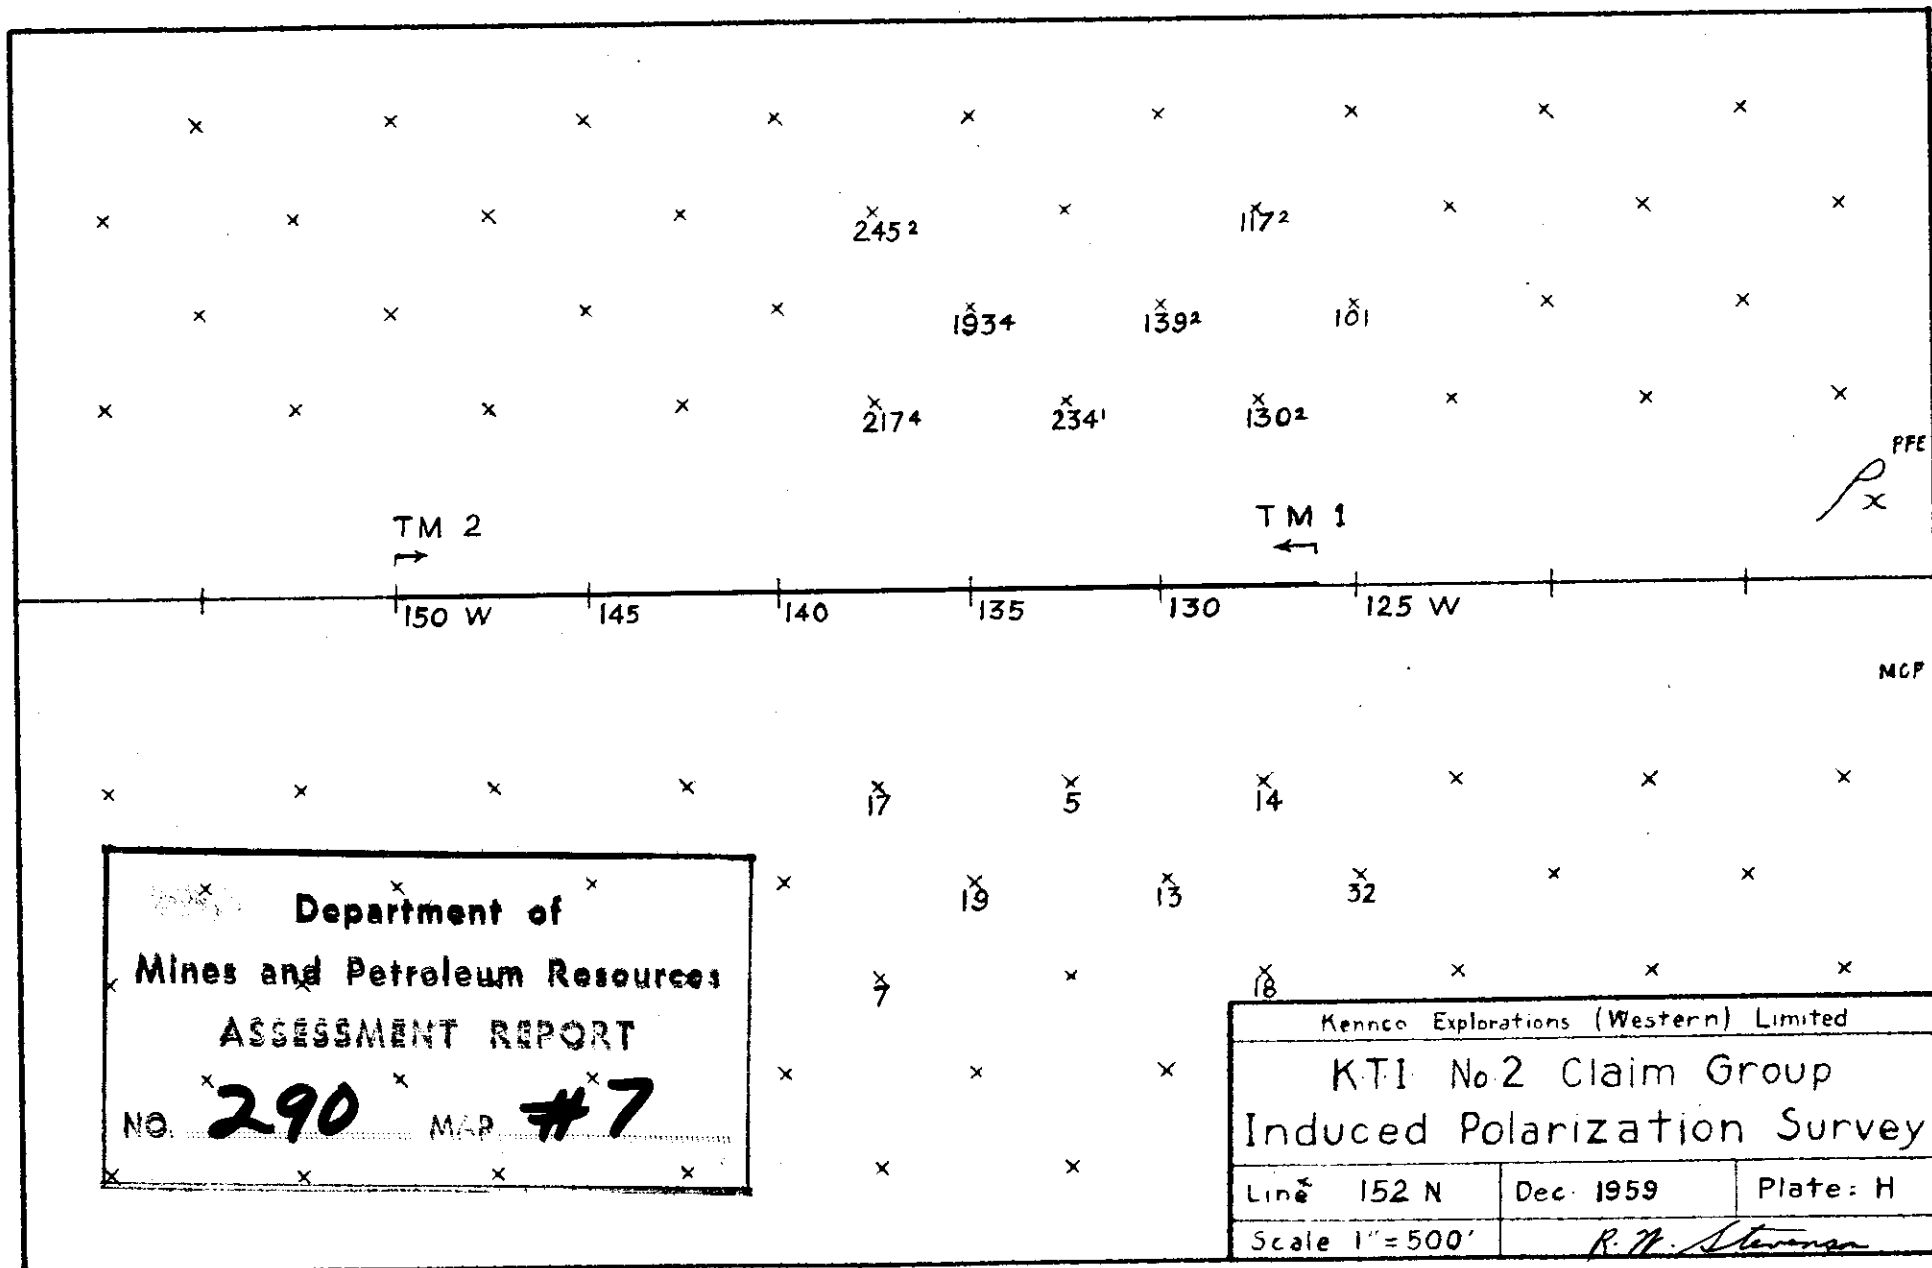 245² 117²
193⁴ 139² 101
217⁴ 234¹ 130²
PFE
ρx
TM 2 TM 1
150 W 145 140 135 130 125 W
MCF
17 5 14
19 13 32
7 18
Department of
Mines and Petroleum Resources
ASSESSMENT REPORT
NO. 290 MAP #7
Kennco Explorations (Western) Limited
KTI No. 2 Claim Group
Induced Polarization Survey
Line 152 N Dec. 1959 Plate: H
Scale 1" = 500' R. W. Stevenson